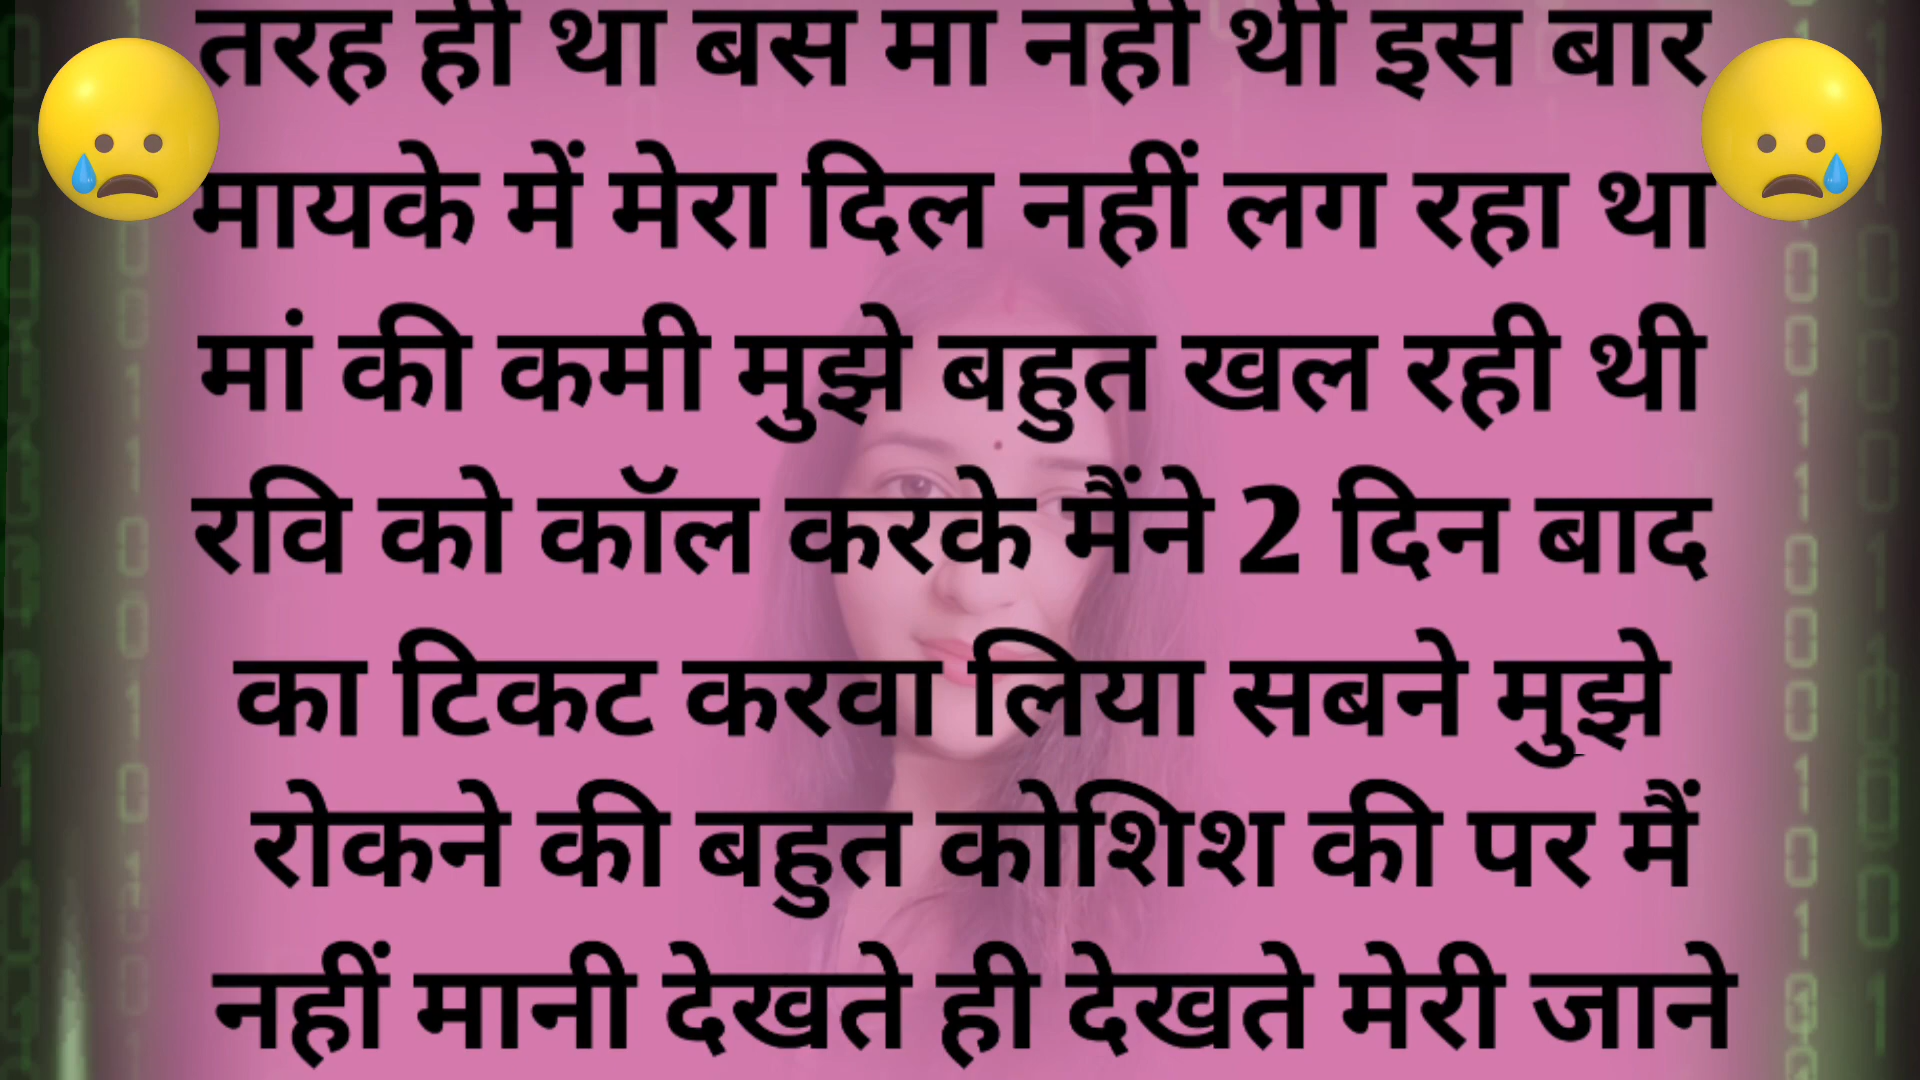 तरह ही था बस मां नहीं थी इस बार
मायके में मेरा दिल नहीं लग रहा था
मां की कमी मुझे बहुत खल रही थी
रवि को कॉल करके मैंने 2 दिन बाद
का टिकट करवा लिया सबने मुझे
रोकने की बहुत कोशिश की पर मैं
नहीं मानी देखते ही देखते मेरी जाने